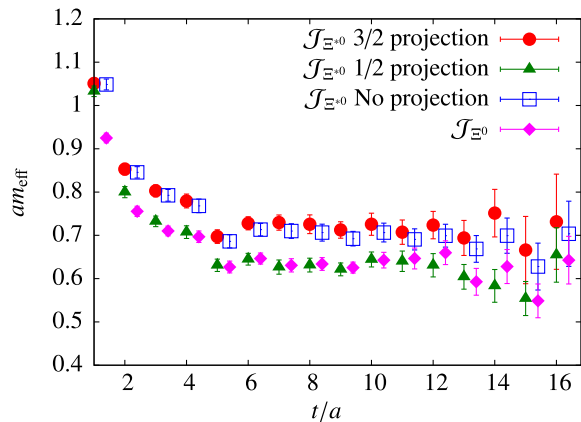 𝒥Ξ*0 3/2 projection
𝒥Ξ*0 1/2 projection
𝒥Ξ*0 No projection
𝒥Ξ0
am_eff
1.2
1.1
1
0.9
0.8
0.7
0.6
0.5
0.4
2 4 6 8 10 12 14 16
t/a